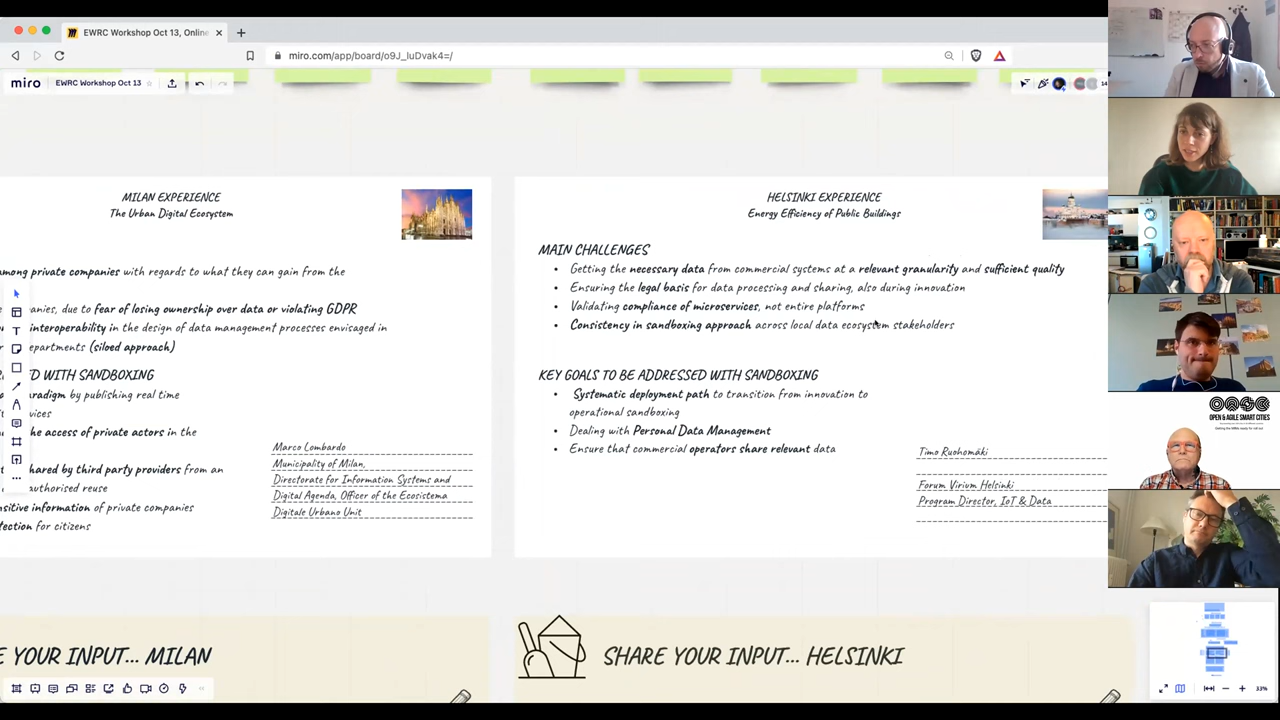 EWRC Workshop Oct 13, Online
miro.com/app/board/o9J_luDvak4=/
miro
EWRC Workshop Oct 13
14
MILAN EXPERIENCE
The Urban Digital Ecosystem
among private companies with regards to what they can gain from the
anies, due to fear of losing ownership over data or violating GDPR
interoperability in the design of data management processes envisaged in
epartments (siloed approach)
ED WITH SANDBOXING
aradigm by publishing real time
vices
the access of private actors in the
shared by third party providers from an
authorised reuse
nsitive information of private companies
tection for citizens
Marco Lombardo
Municipality of Milan,
Directorate for Information Systems and
Digital Agenda, Officer of the Ecosistema
Digitale Urbano Unit
HELSINKI EXPERIENCE
Energy Efficiency of Public Buildings
MAIN CHALLENGES
• Getting the necessary data from commercial systems at a relevant granularity and sufficient quality
• Ensuring the legal basis for data processing and sharing, also during innovation
• Validating compliance of microservices, not entire platforms
• Consistency in sandboxing approach across local data ecosystem stakeholders
KEY GOALS TO BE ADDRESSED WITH SANDBOXING
• Systematic deployment path to transition from innovation to
operational sandboxing
• Dealing with Personal Data Management
• Ensure that commercial operators share relevant data
Timo Ruohomäki
Forum Virium Helsinki
Program Director, IoT & Data
E YOUR INPUT... MILAN
SHARE YOUR INPUT... HELSINKI
OPEN & AGILE SMART CITIES
33%